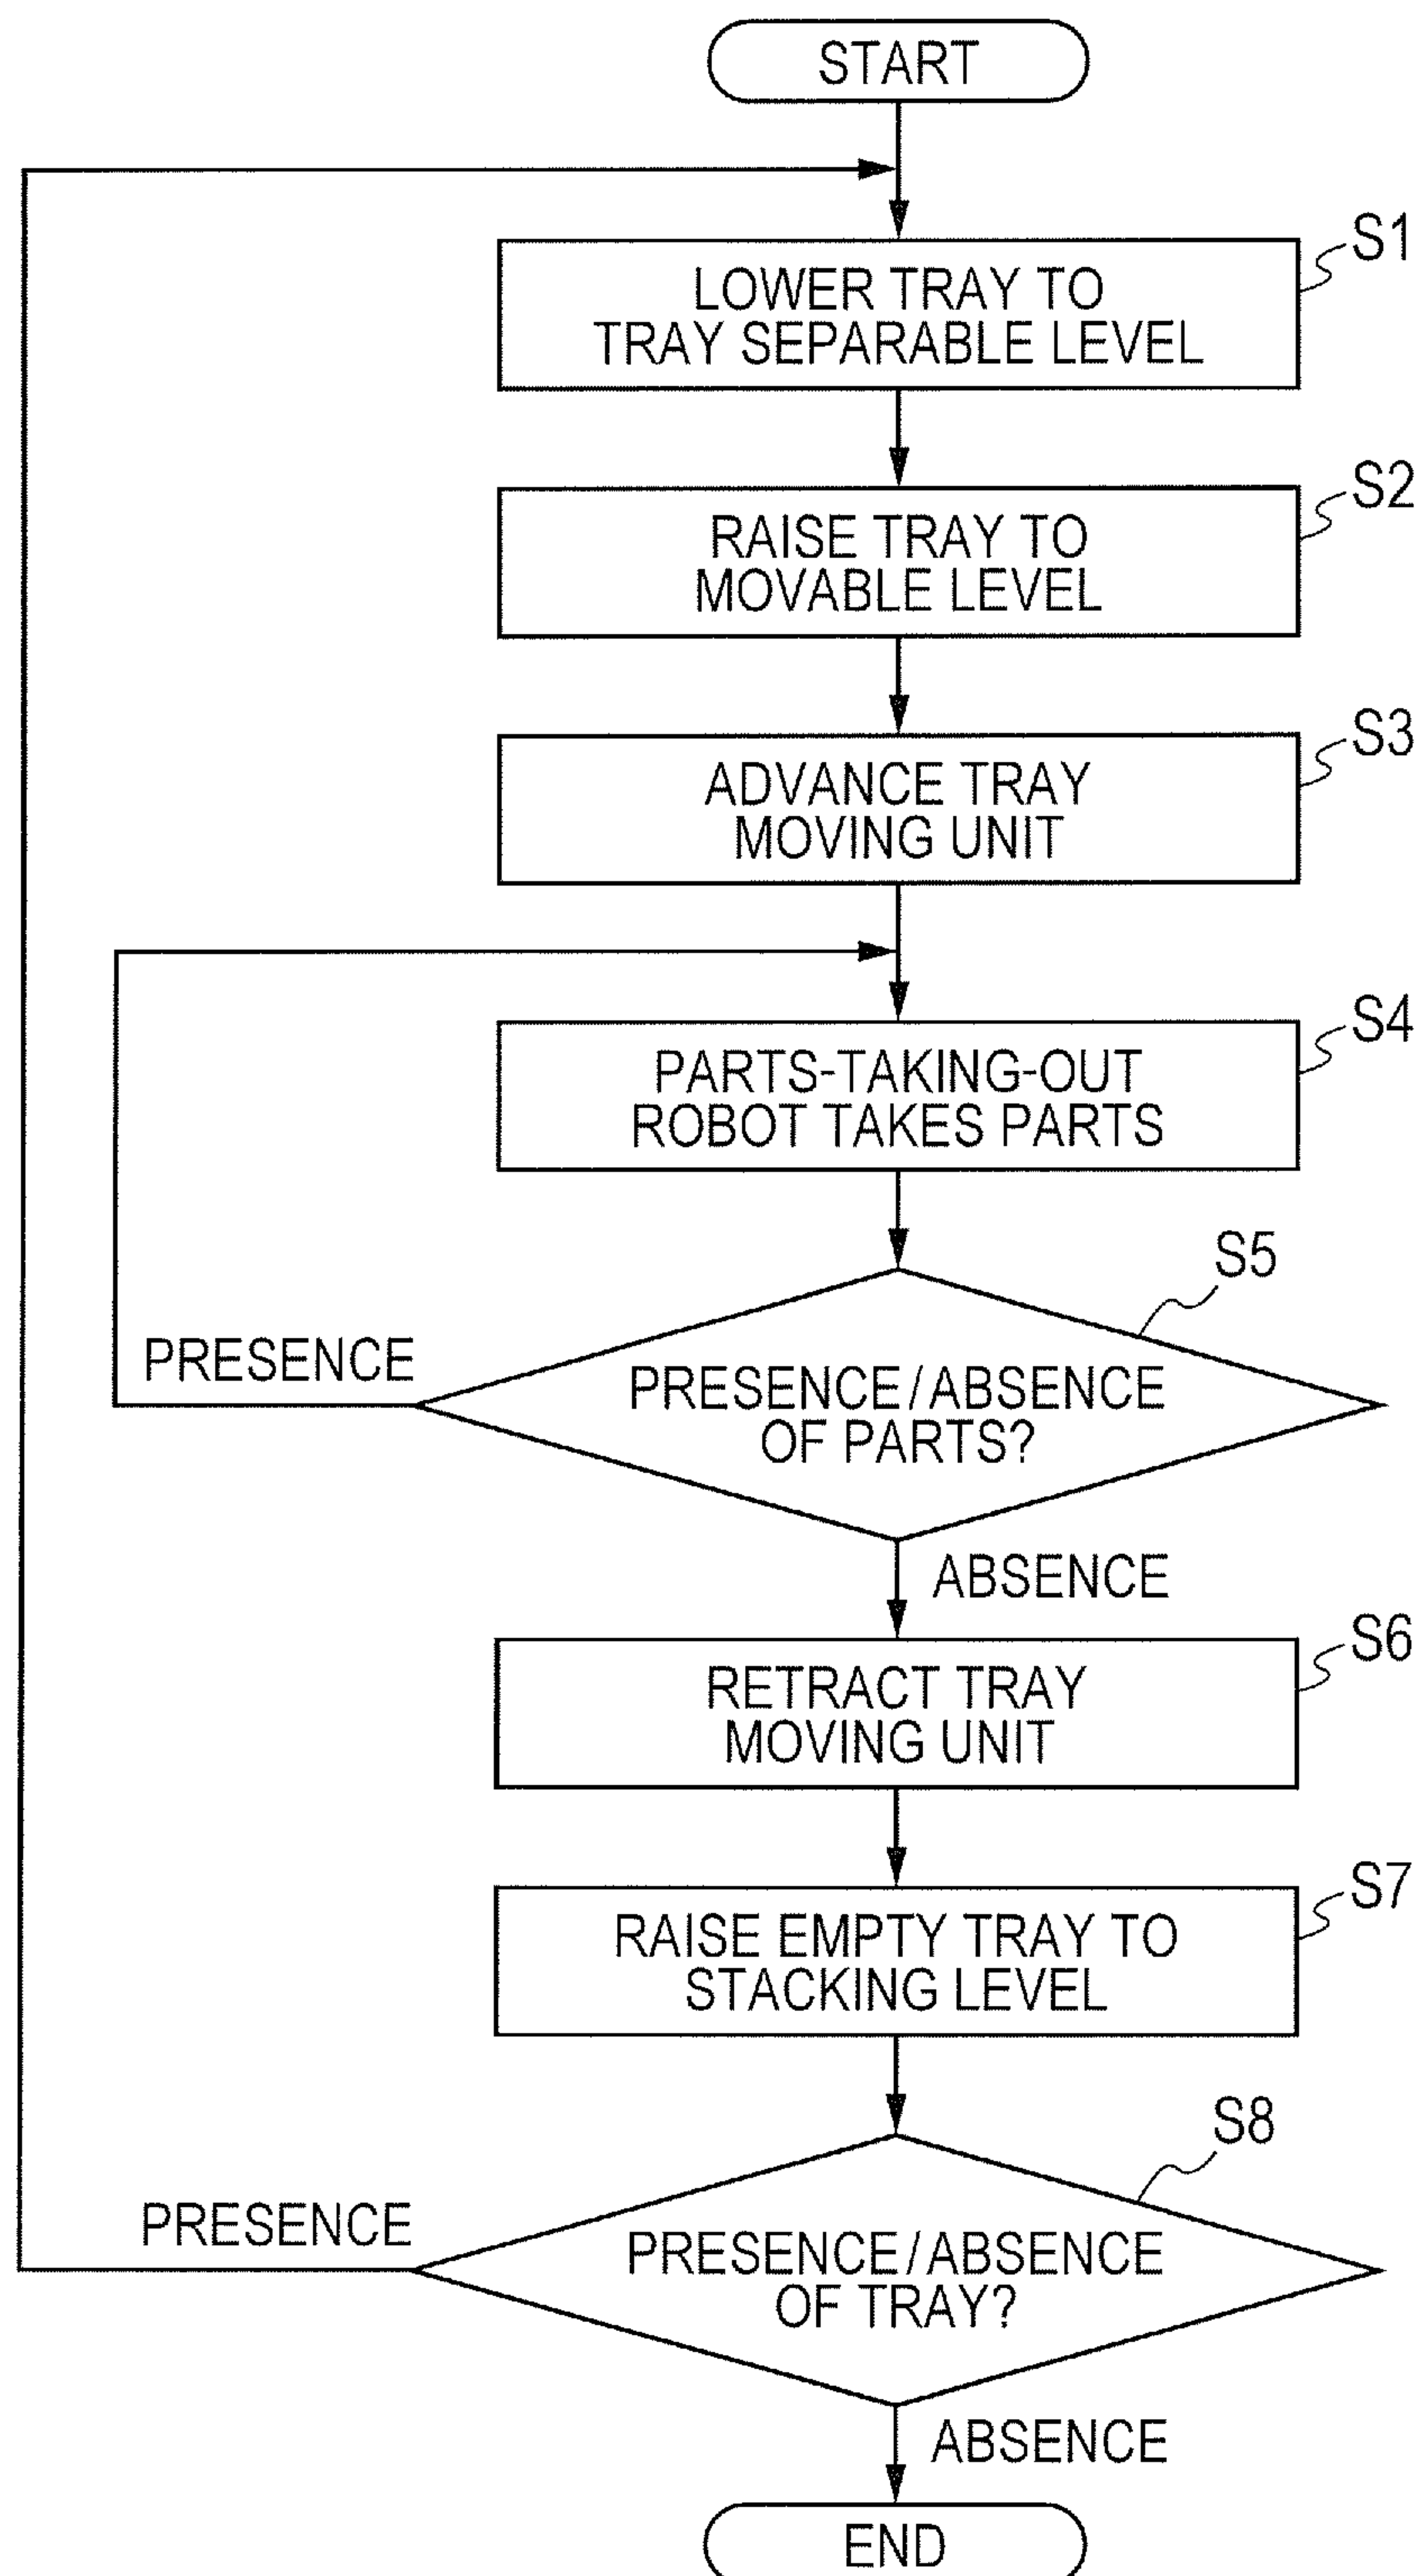 START
S1
LOWER TRAY TO
TRAY SEPARABLE LEVEL
S2
RAISE TRAY TO
MOVABLE LEVEL
S3
ADVANCE TRAY
MOVING UNIT
S4
PARTS-TAKING-OUT
ROBOT TAKES PARTS
S5
PRESENCE
PRESENCE/ABSENCE
OF PARTS?
ABSENCE
S6
RETRACT TRAY
MOVING UNIT
S7
RAISE EMPTY TRAY TO
STACKING LEVEL
S8
PRESENCE
PRESENCE/ABSENCE
OF TRAY?
ABSENCE
END